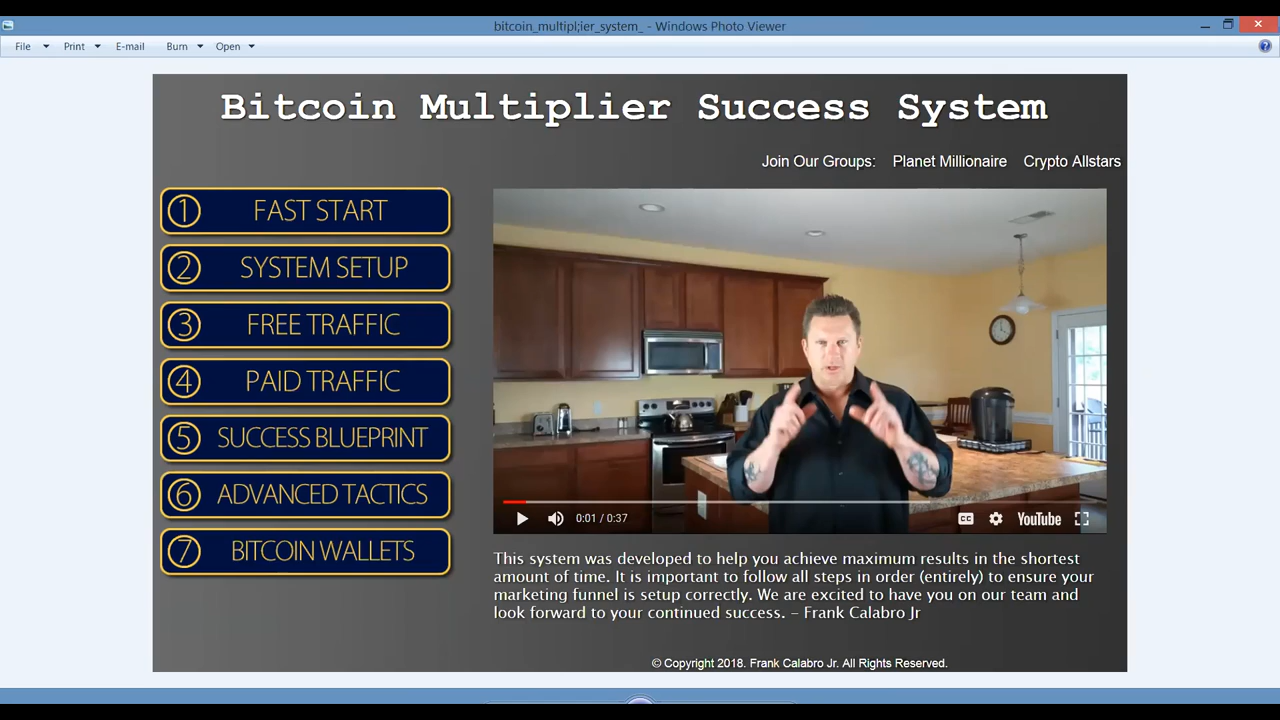 bitcoin_multipl;ier_system_ - Windows Photo Viewer
File Print E-mail Burn Open
Bitcoin Multiplier Success System
Join Our Groups: Planet Millionaire Crypto Allstars
1 FAST START
2 SYSTEM SETUP
3 FREE TRAFFIC
4 PAID TRAFFIC
5 SUCCESS BLUEPRINT
6 ADVANCED TACTICS
7 BITCOIN WALLETS
0:01 / 0:37 CC YouTube
This system was developed to help you achieve maximum results in the shortest
amount of time. It is important to follow all steps in order (entirely) to ensure your
marketing funnel is setup correctly. We are excited to have you on our team and
look forward to your continued success. – Frank Calabro Jr
© Copyright 2018. Frank Calabro Jr. All Rights Reserved.